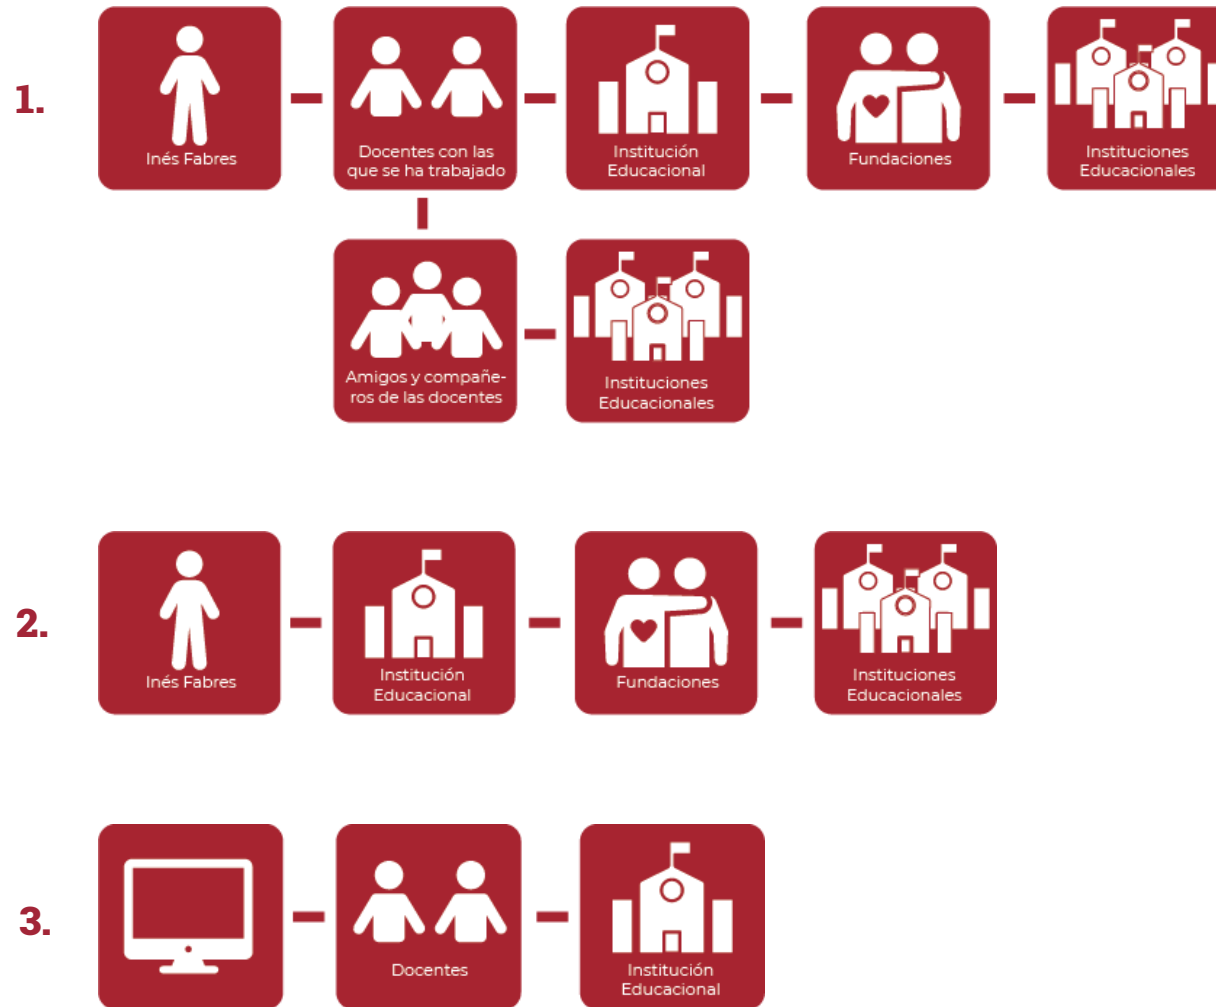 1.
Inés Fabres
Docentes con las
que se ha trabajado
Institución
Educacional
Fundaciones
Instituciones
Educacionales
Amigos y compañe-
ros de las docentes
Instituciones
Educacionales
2.
Inés Fabres
Institución
Educacional
Fundaciones
Instituciones
Educacionales
3.
Docentes
Institución
Educacional